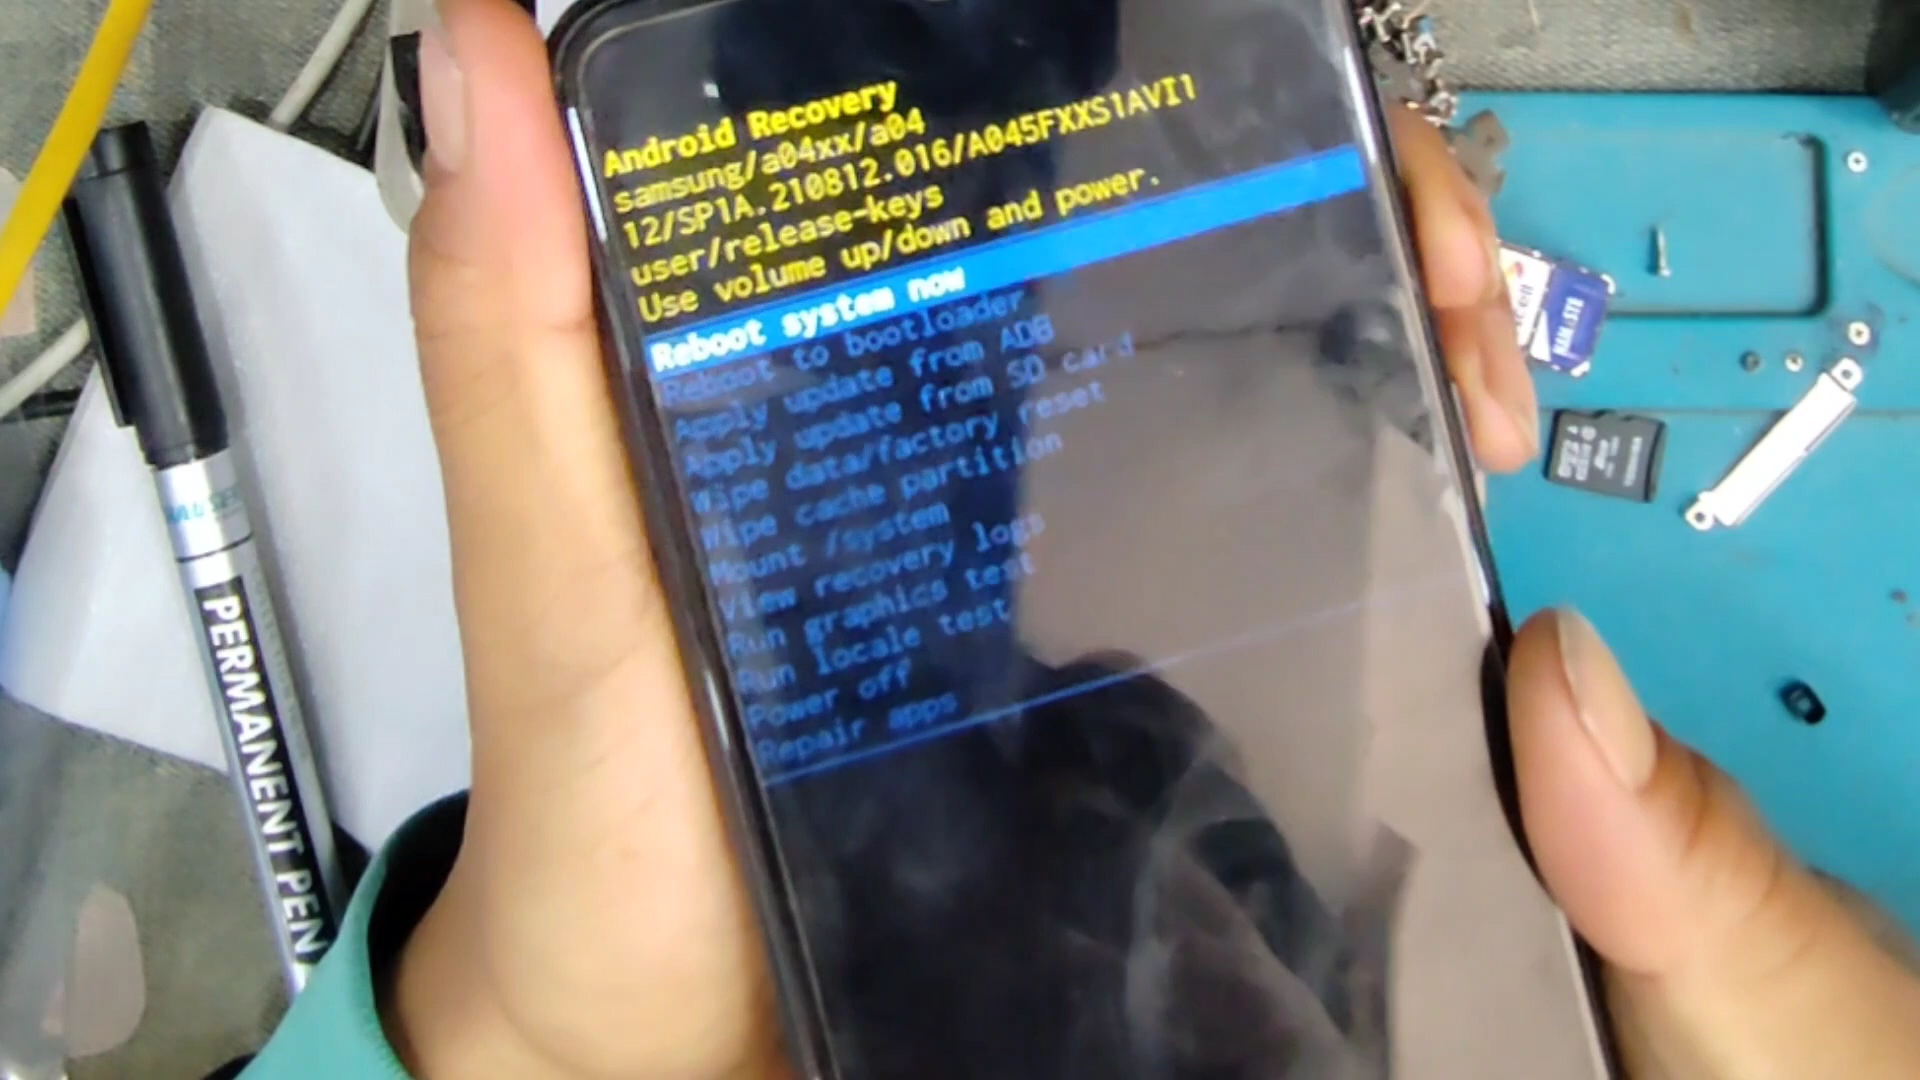 Android Recovery
samsung/a04xx/a04
12/SP1A.210812.016/A045FXXS1AVI1
user/release-keys
Use volume up/down and power.
Reboot system now
Reboot to bootloader
Apply update from ADB
Apply update from SD card
Wipe data/factory reset
Wipe cache partition
Mount /system
View recovery logs
Run graphics test
Run locale test
Power off
Repair apps
PERMANENT PEN